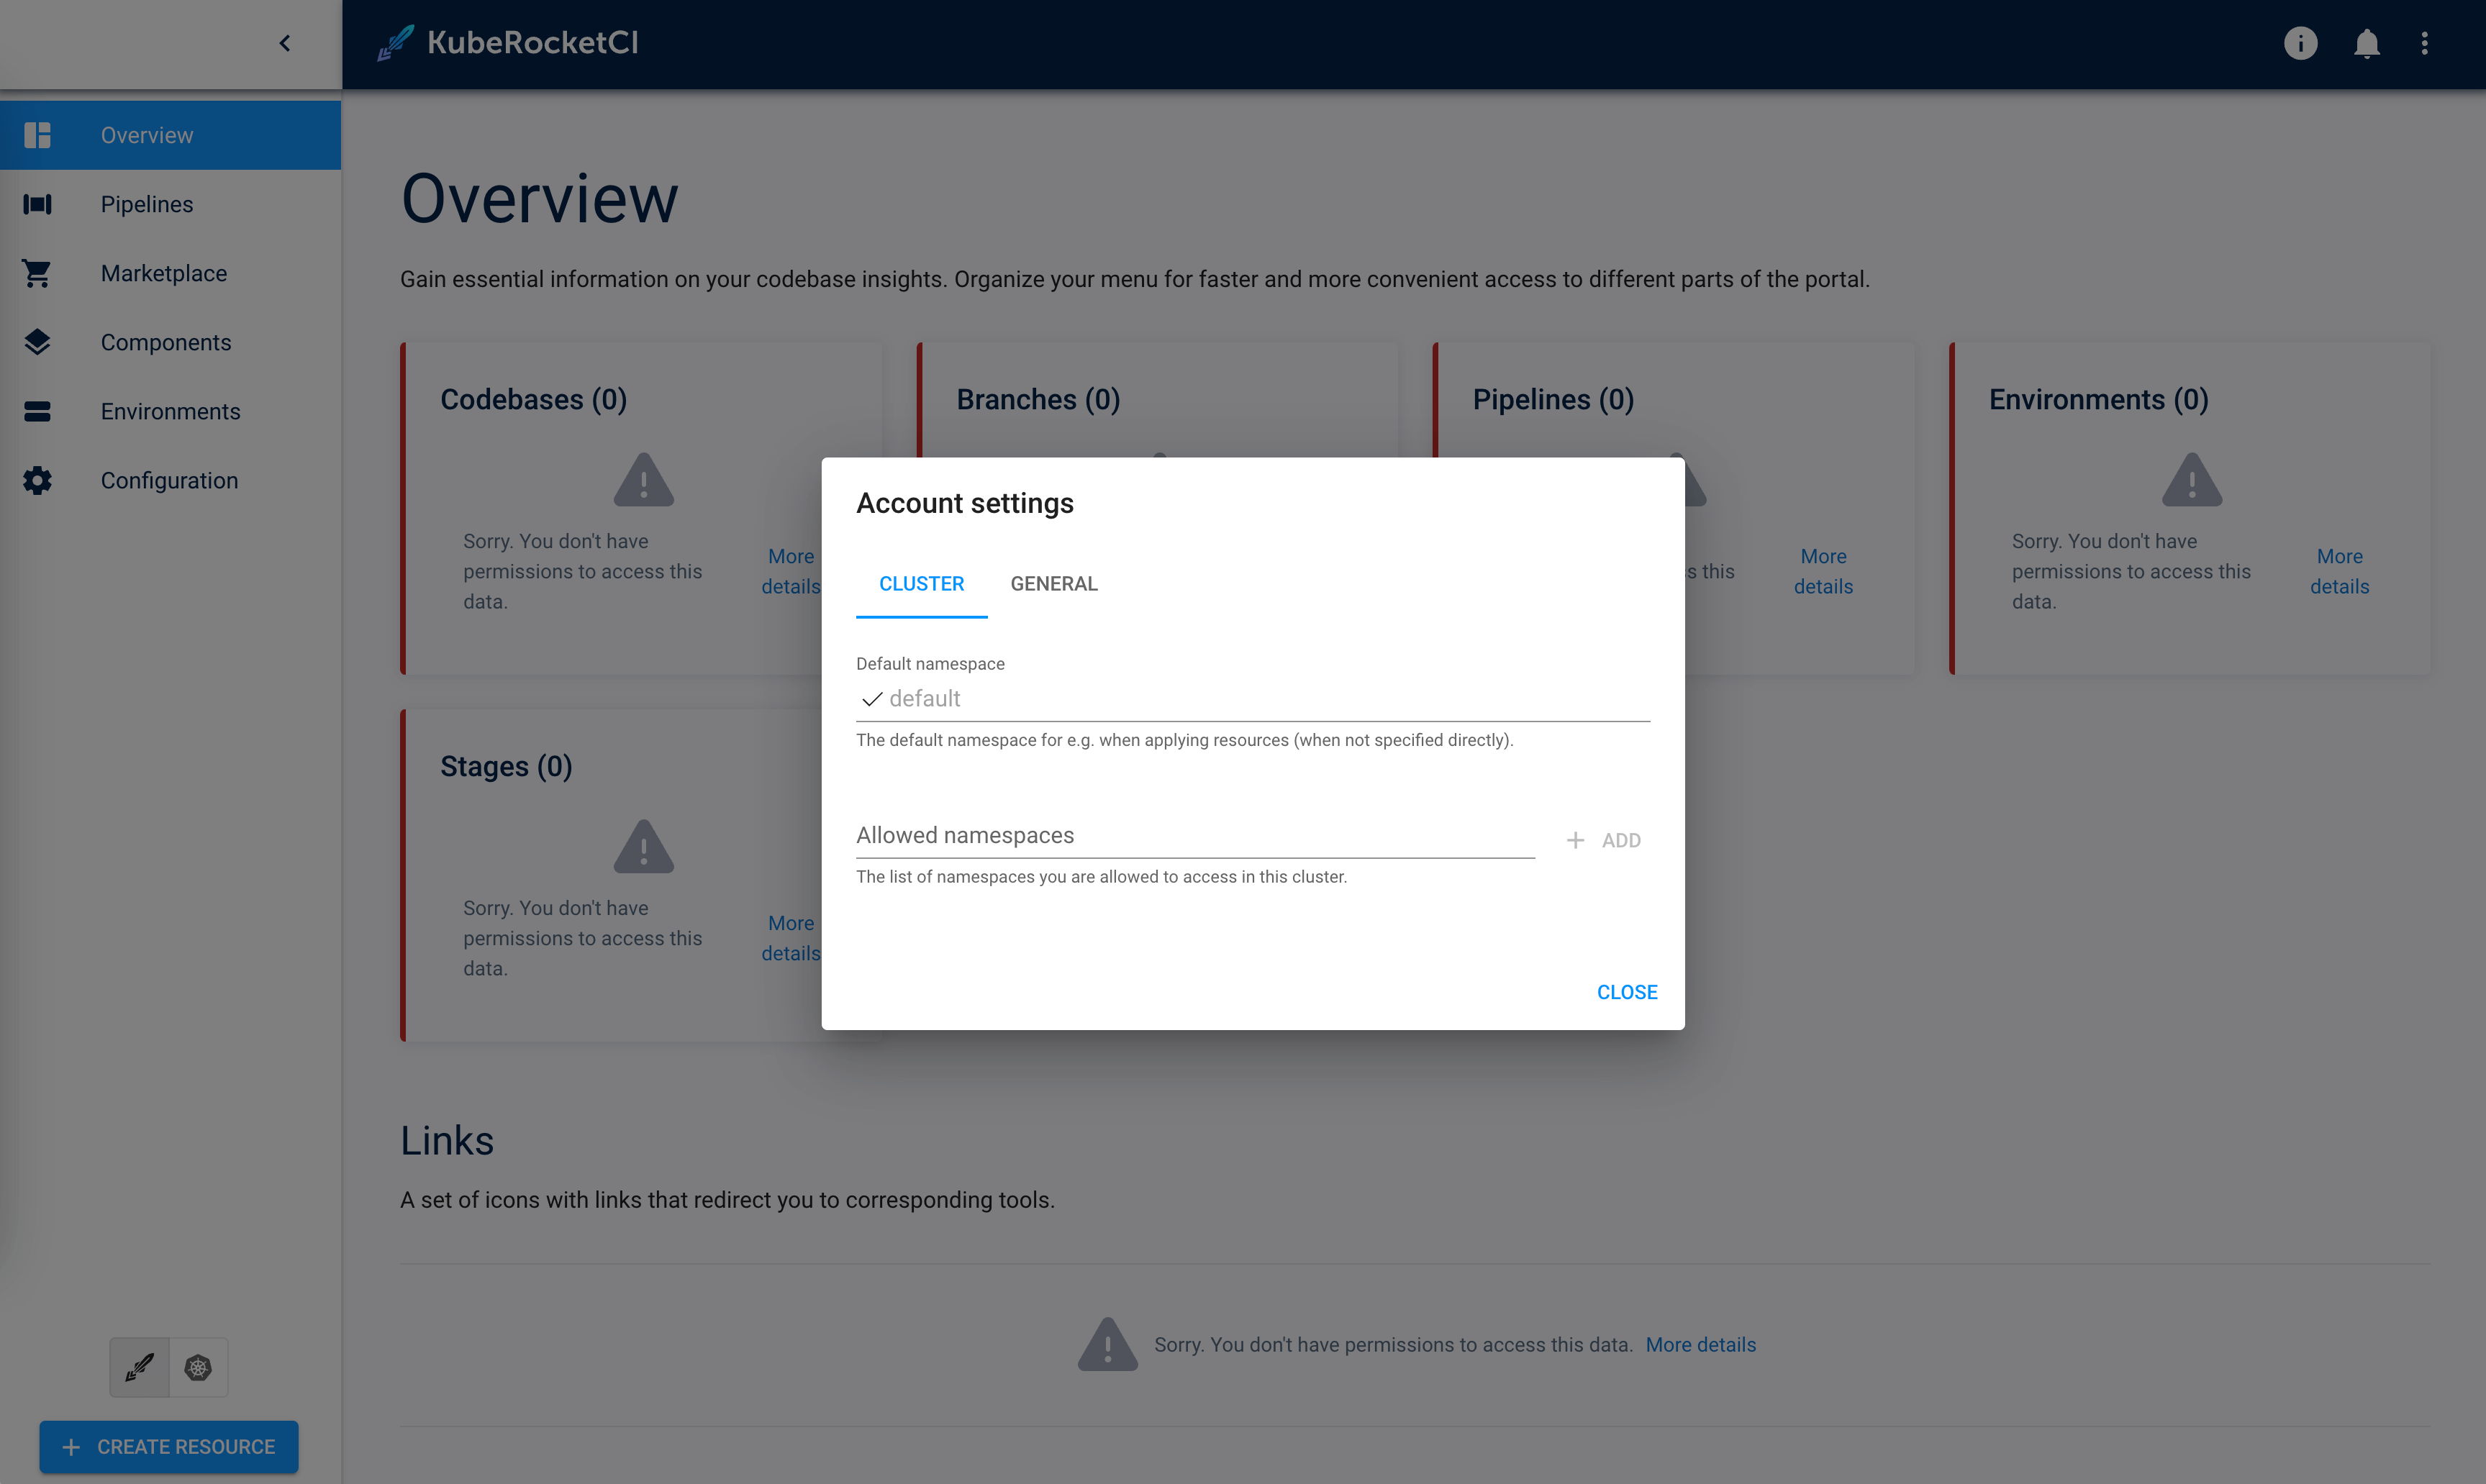 KubeRocketCI
Overview
Pipelines
Marketplace
Components
Environments
Configuration
CREATE RESOURCE
Overview
Gain essential information on your codebase insights. Organize your menu for faster and more convenient access to different parts of the portal.
Codebases (0)
Sorry. You don't have
permissions to access this
data.
More
details
Branches (0)
Pipelines (0)
s this
More
details
Environments (0)
Sorry. You don't have
permissions to access this
data.
More
details
Stages (0)
Sorry. You don't have
permissions to access this
data.
More
details
Account settings
CLUSTER
GENERAL
Default namespace
default
The default namespace for e.g. when applying resources (when not specified directly).
Allowed namespaces
ADD
The list of namespaces you are allowed to access in this cluster.
CLOSE
Links
A set of icons with links that redirect you to corresponding tools.
Sorry. You don't have permissions to access this data. More details